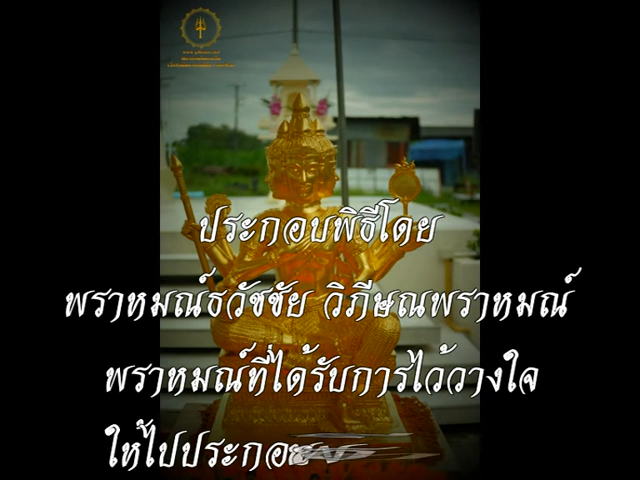 ประกอบพิธีโดย
พราหมณ์ธวัชชัย วิภีษณพราหมณ์
พราหมณ์ที่ได้รับการไว้วางใจ
ให้ไปประกอ